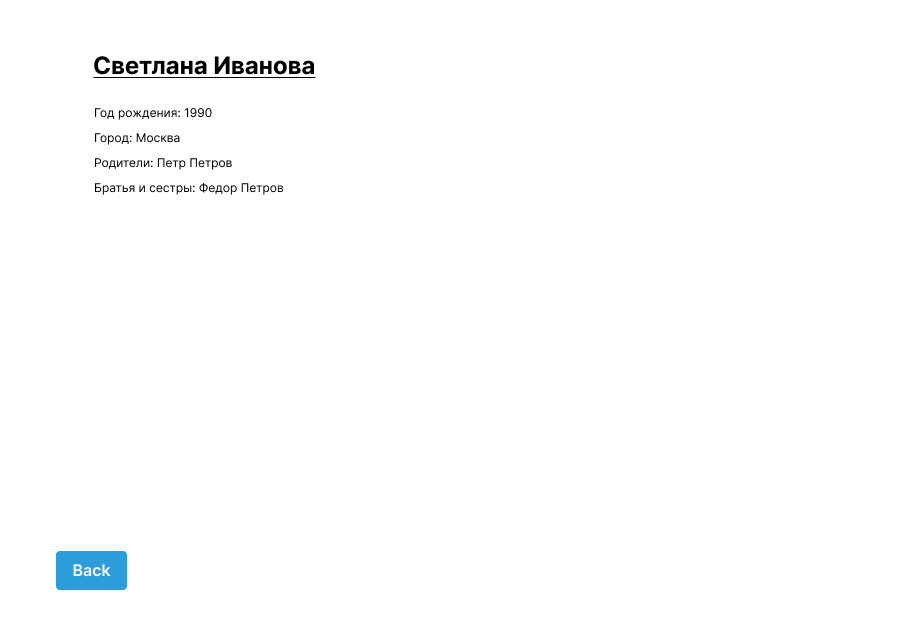 Светлана Иванова
Год рождения: 1990
Город: Москва
Родители: Петр Петров
Братья и сестры: Федор Петров
Back